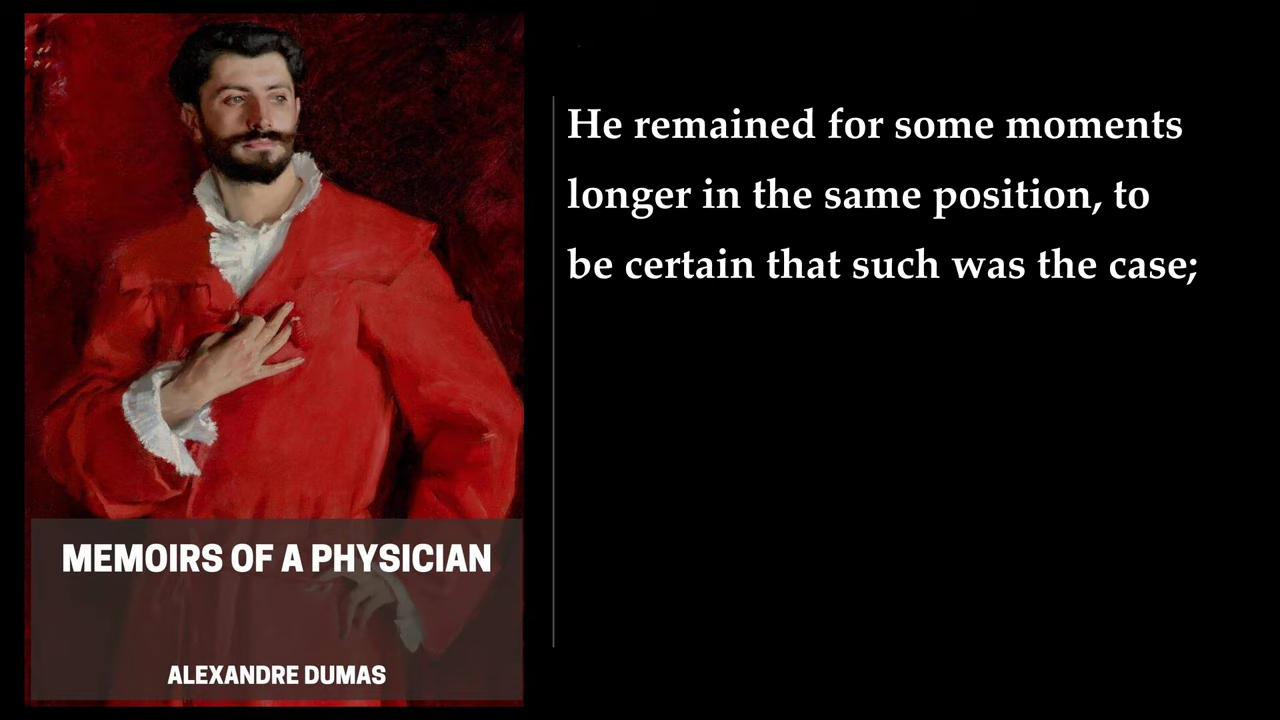 He remained for some moments
longer in the same position, to
be certain that such was the case;
MEMOIRS OF A PHYSICIAN
ALEXANDRE DUMAS